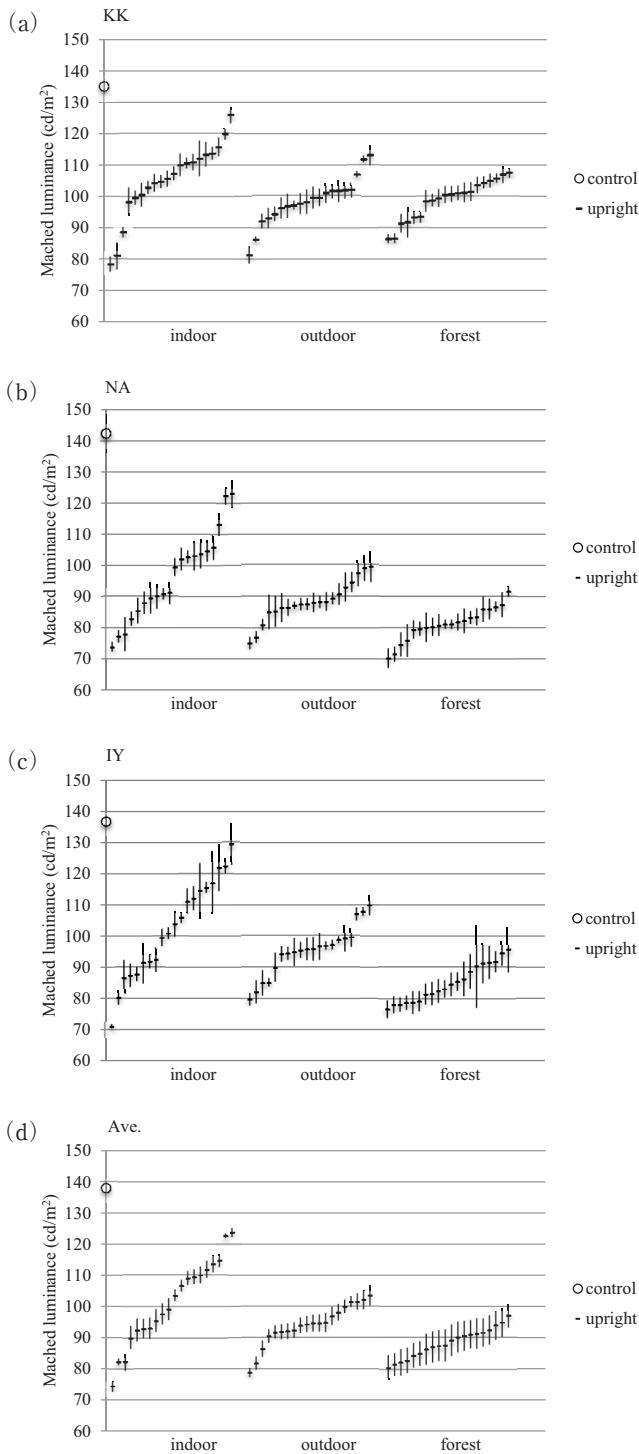 (a) KK
Mached luminance (cd/m²)
150
140
130
120
110
100
90
80
70
60
indoor outdoor forest
control
upright
(b) NA
Mached luminance (cd/m²)
150
140
130
120
110
100
90
80
70
60
indoor outdoor forest
control
upright
(c) IY
Mached luminance (cd/m²)
150
140
130
120
110
100
90
80
70
60
indoor outdoor forest
control
upright
(d) Ave.
Mached luminance (cd/m²)
150
140
130
120
110
100
90
80
70
60
indoor outdoor forest
control
upright